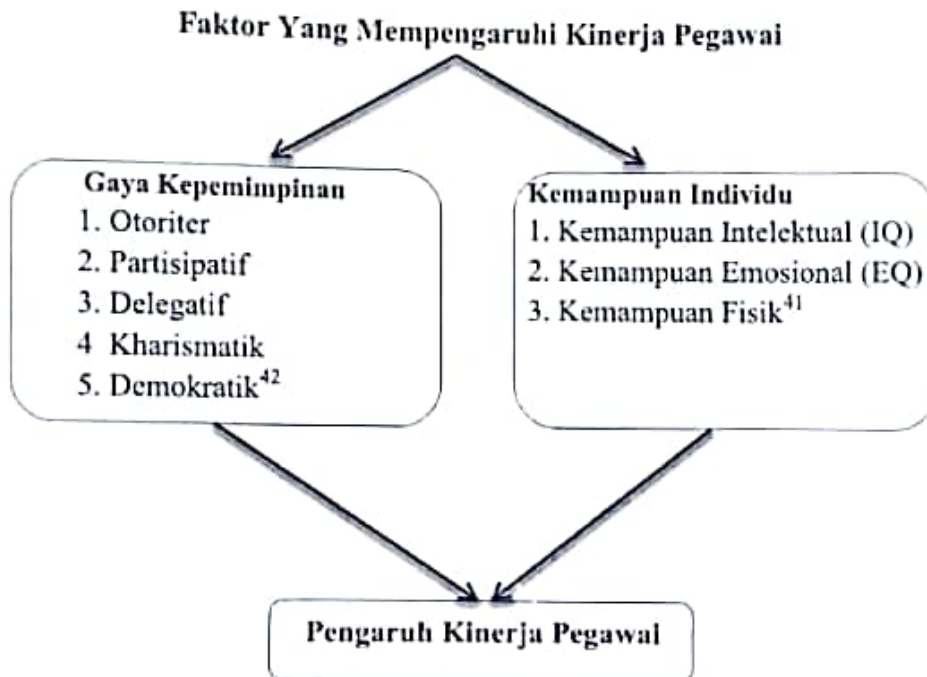 Faktor Yang Mempengaruhi Kinerja Pegawai
Gaya Kepemimpinan
1. Otoriter
2. Partisipatif
3. Delegatif
4 Kharismatik
5. Demokratik⁴²
Kemampuan Individu
1. Kemampuan Intelektual (IQ)
2. Kemampuan Emosional (EQ)
3. Kemampuan Fisik⁴¹
Pengaruh Kinerja Pegawai